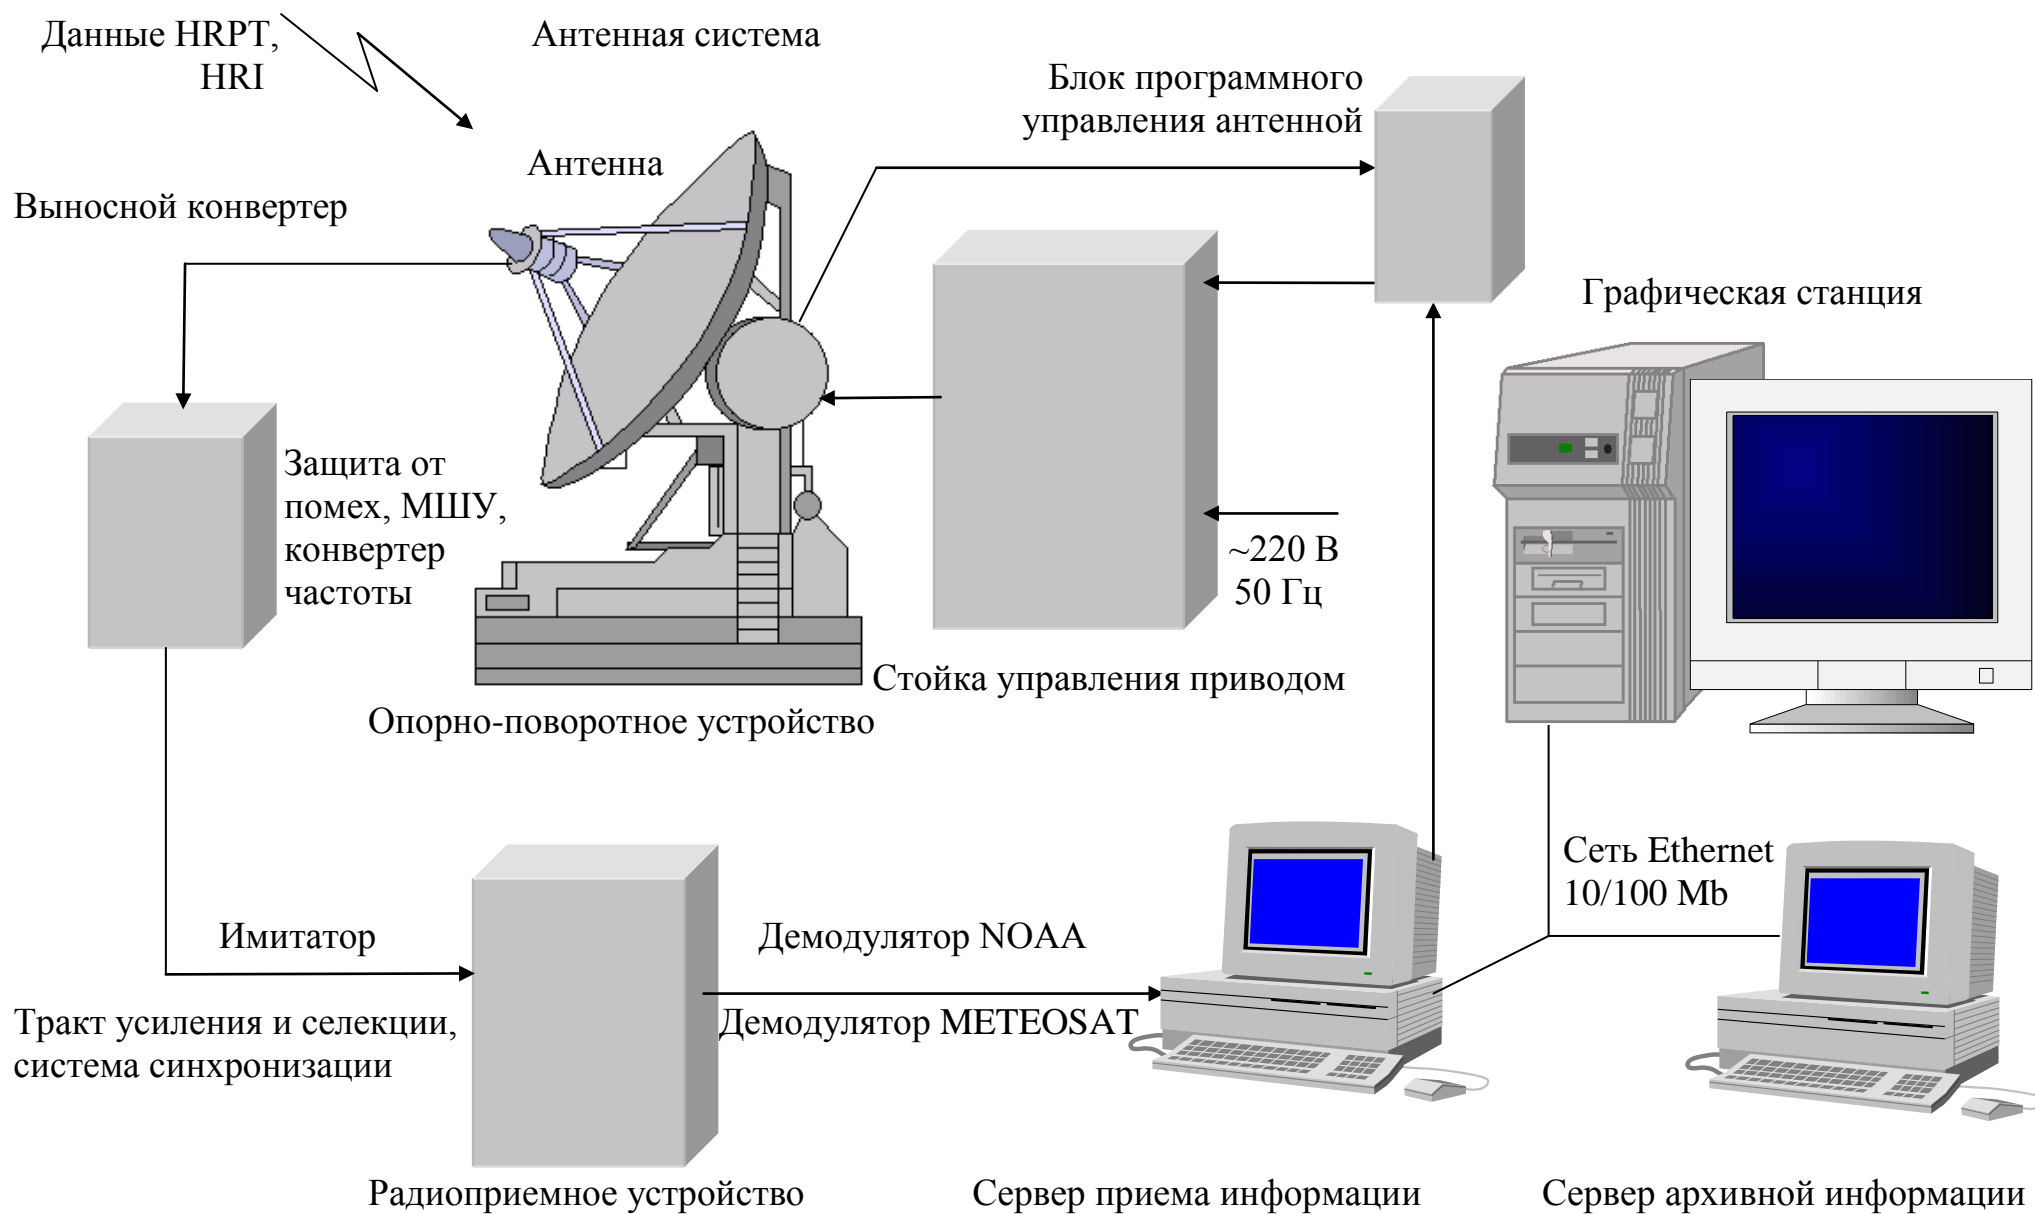 Данные HRPT,
HRI
Антенная система
Блок программного
управления антенной
Антенна
Выносной конвертер
Графическая станция
Защита от
помех, МШУ,
конвертер
частоты
~220 В
50 Гц
Стойка управления приводом
Опорно-поворотное устройство
Сеть Ethernet
10/100 Mb
Имитатор
Демодулятор NOAA
Тракт усиления и селекции,
система синхронизации
Демодулятор METEOSAT
Радиоприемное устройство
Сервер приема информации
Сервер архивной информации